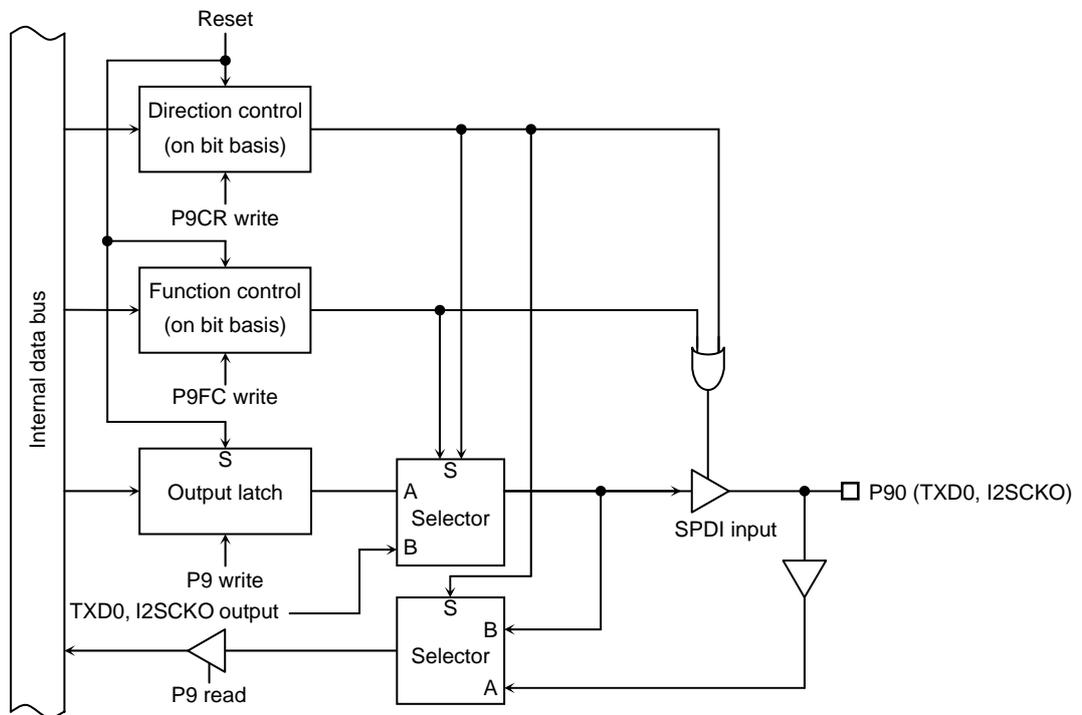 Reset
Direction control
(on bit basis)
P9CR write
Function control
(on bit basis)
P9FC write
Internal data bus
S
Output latch
P9 write
S
A
Selector
B
TXD0, I2SCKO output
SPDI input
P90 (TXD0, I2SCKO)
S
B
Selector
A
P9 read